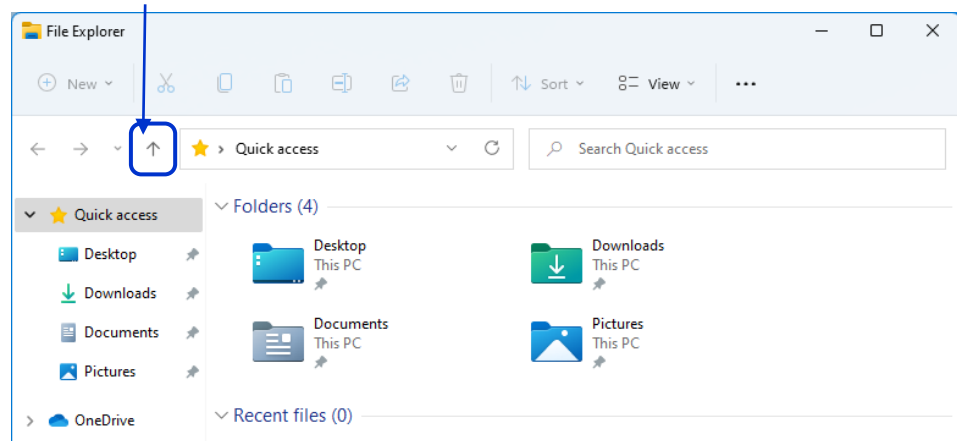 File Explorer
New
Sort
View
Quick access
Search Quick access
Quick access
Desktop
Downloads
Documents
Pictures
OneDrive
Folders (4)
Desktop
This PC
Downloads
This PC
Documents
This PC
Pictures
This PC
Recent files (0)